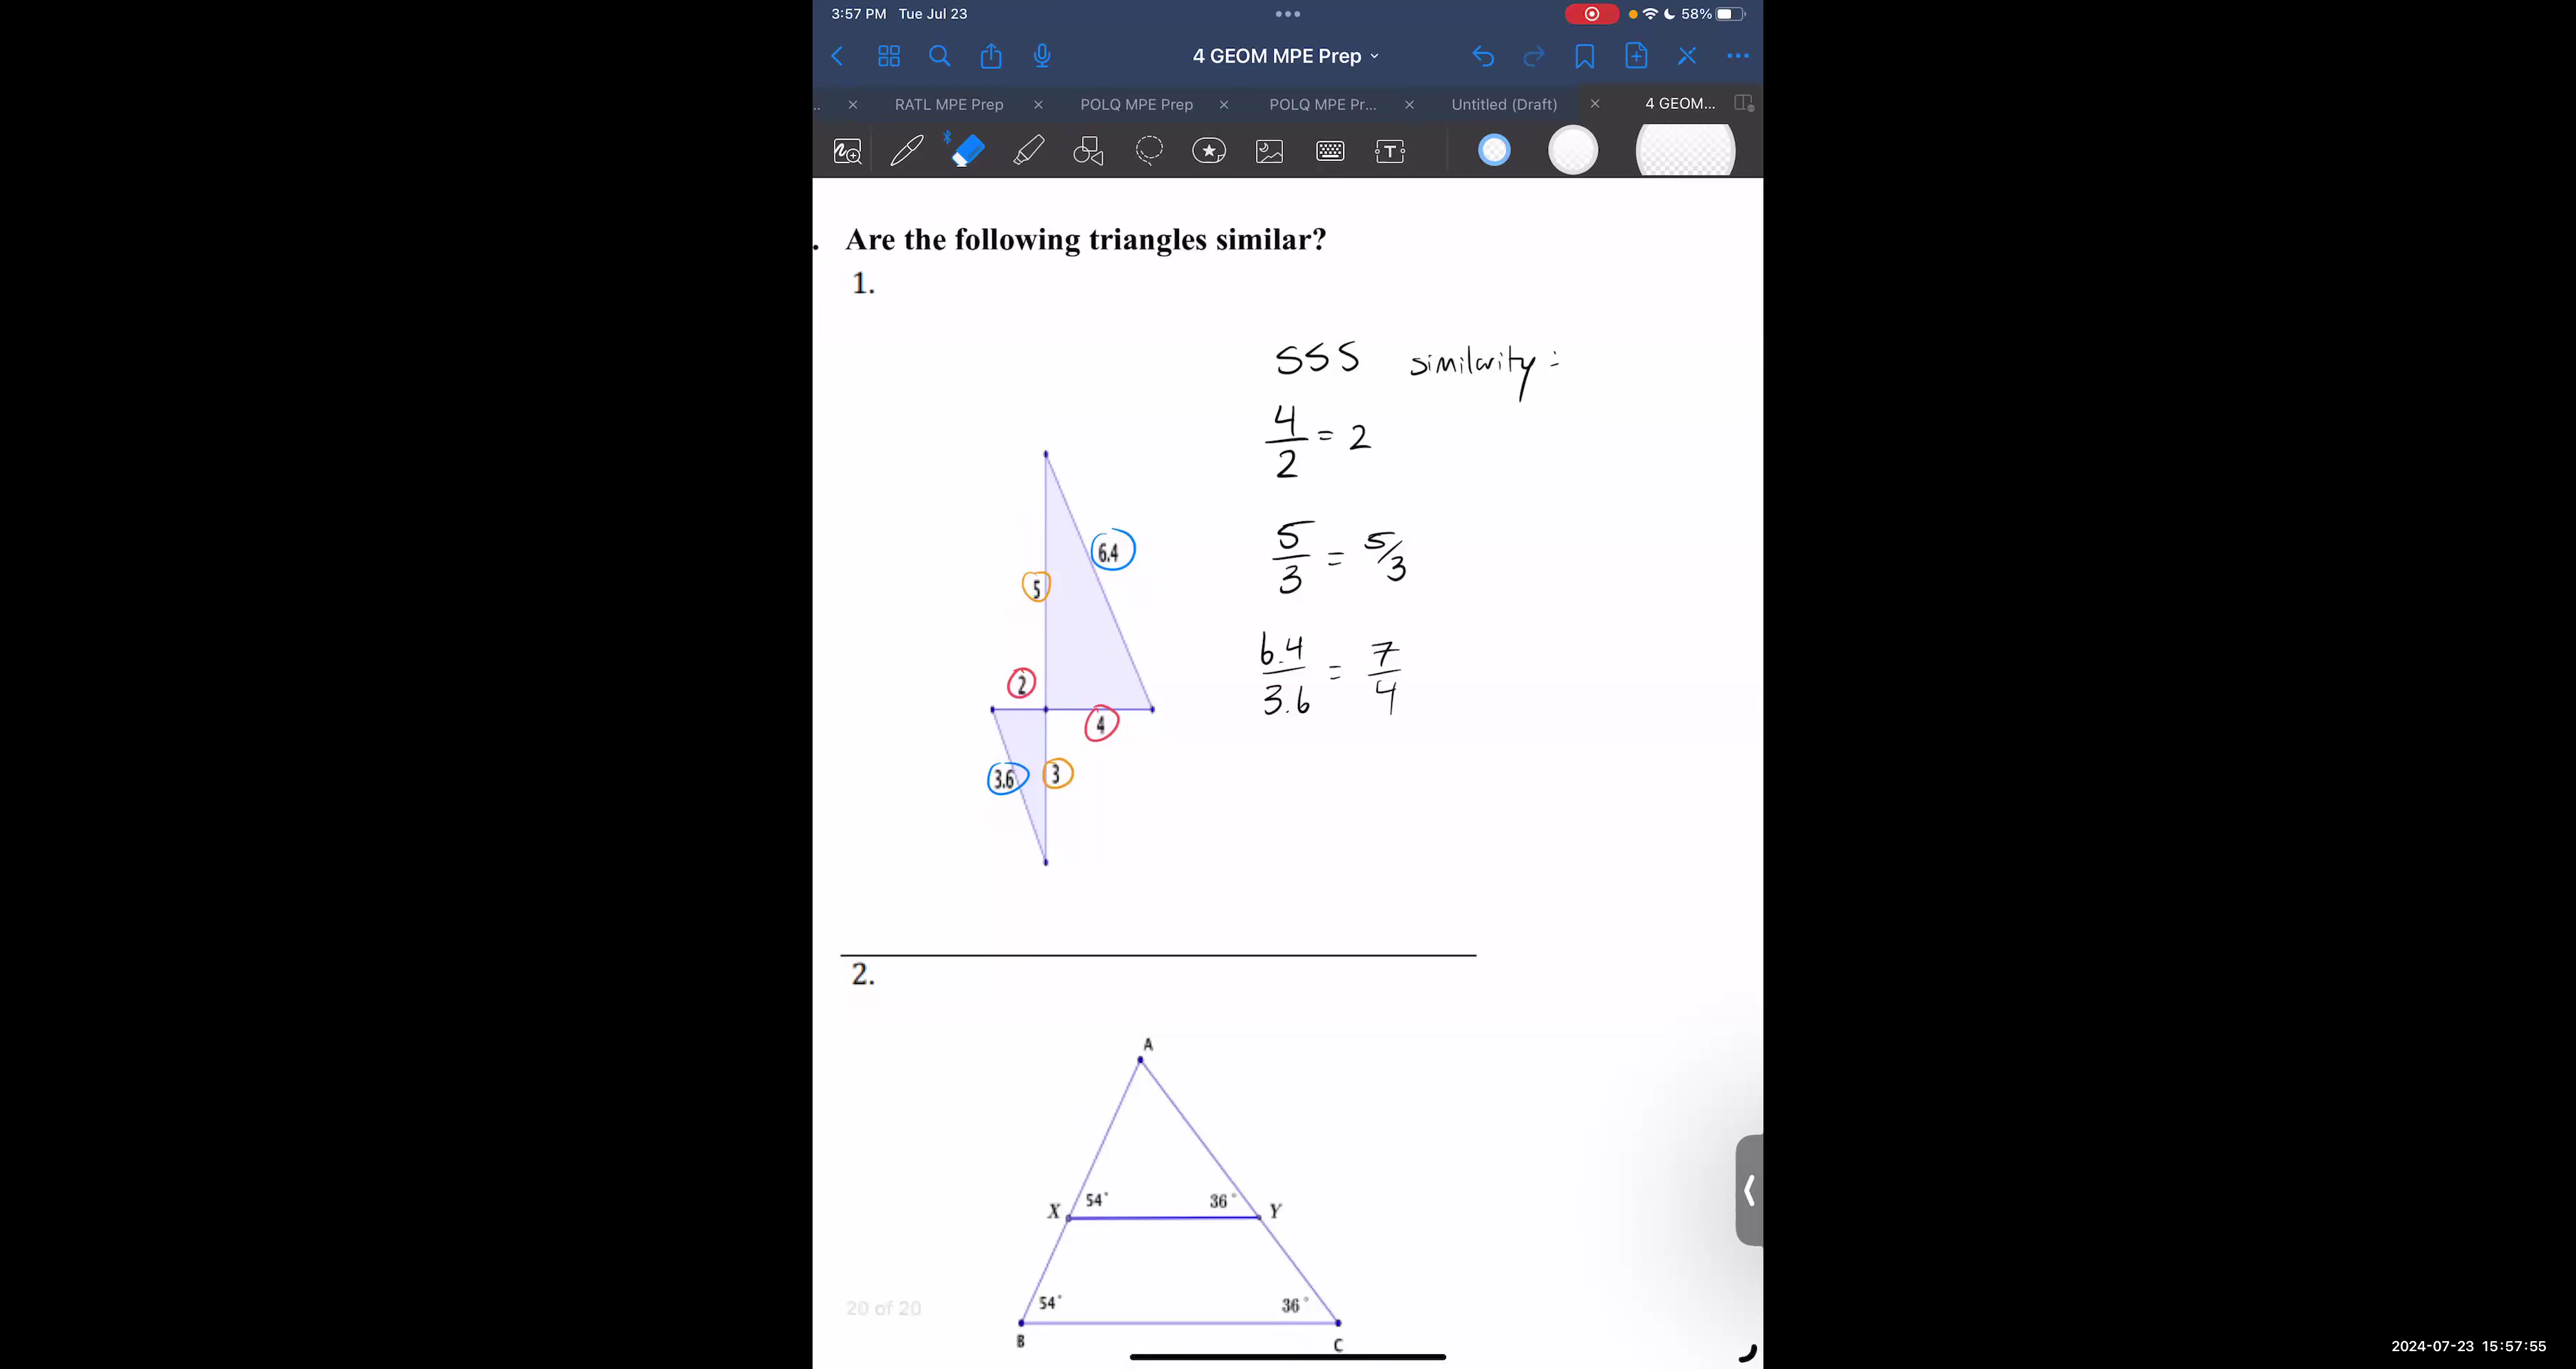 3:57 PM Tue Jul 23
58%
4 GEOM MPE Prep
.. RATL MPE Prep POLQ MPE Prep POLQ MPE Pr... Untitled (Draft) 4 GEOM...
. Are the following triangles similar?
1.
SSS similarity:
4/2 = 2
5/3 = 5/3
6.4/3.6 = 7/4
6.4
5
2
4
3.6 3
2.
A
X 54° 36° Y
54° 36°
B C
20 of 20
2024-07-23 15:57:55